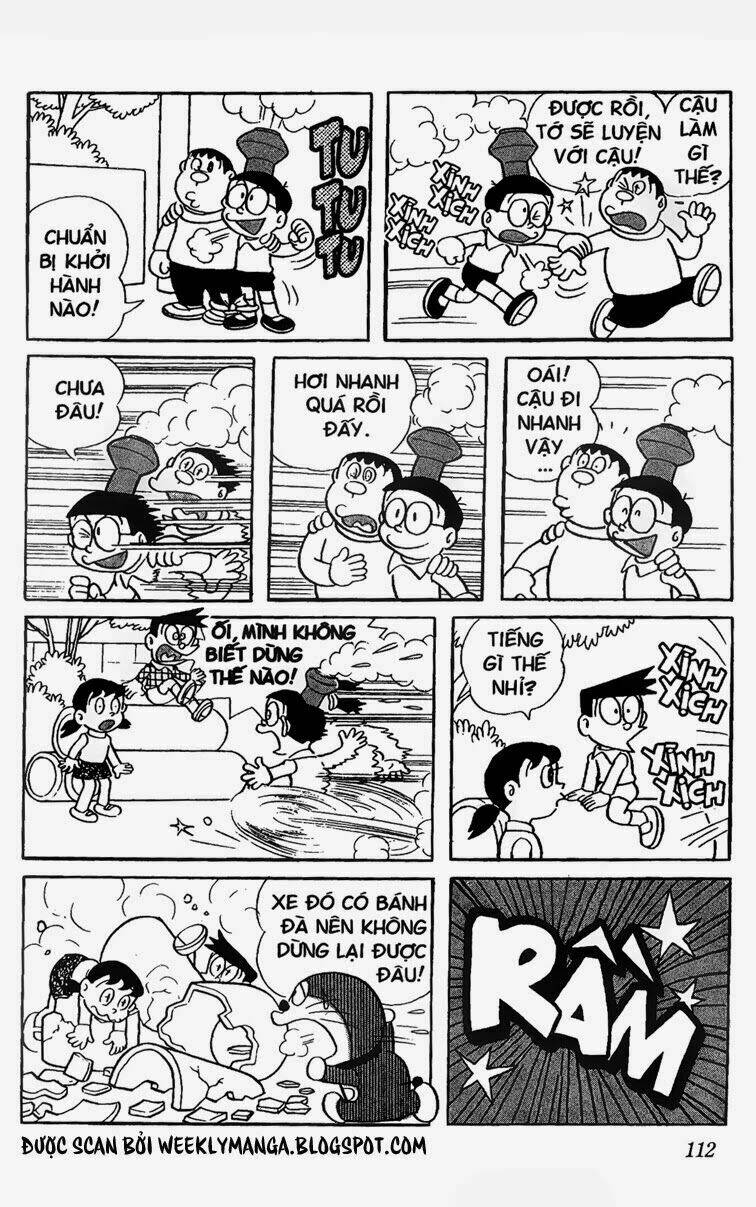 CẬU
LÀM
GÌ
THẾ?
ĐƯỢC RỒI,
TỚ SẼ LUYỆN
VỚI CẬU!
XÌNH
XỊCH
XÌNH
XỊCH
TU
TU
TU
CHUẨN
BỊ KHỞI
HÀNH
NÀO!
OÁI!
CẬU ĐI
NHANH
VẬY
...
HƠI NHANH
QUÁ RỒI
ĐẤY.
CHƯA
ĐÂU!
TIẾNG
GÌ THẾ
NHỈ?
XÌNH
XỊCH
XÌNH
XỊCH
ỐI, MÌNH KHÔNG
BIẾT DỪNG
THẾ NÀO!
RẦM
XE ĐÓ CÓ BÁNH
ĐÀ NÊN KHÔNG
DỪNG LẠI ĐƯỢC
ĐÂU!
ĐƯỢC SCAN BỞI WEEKLYMANGA.BLOGSPOT.COM
112